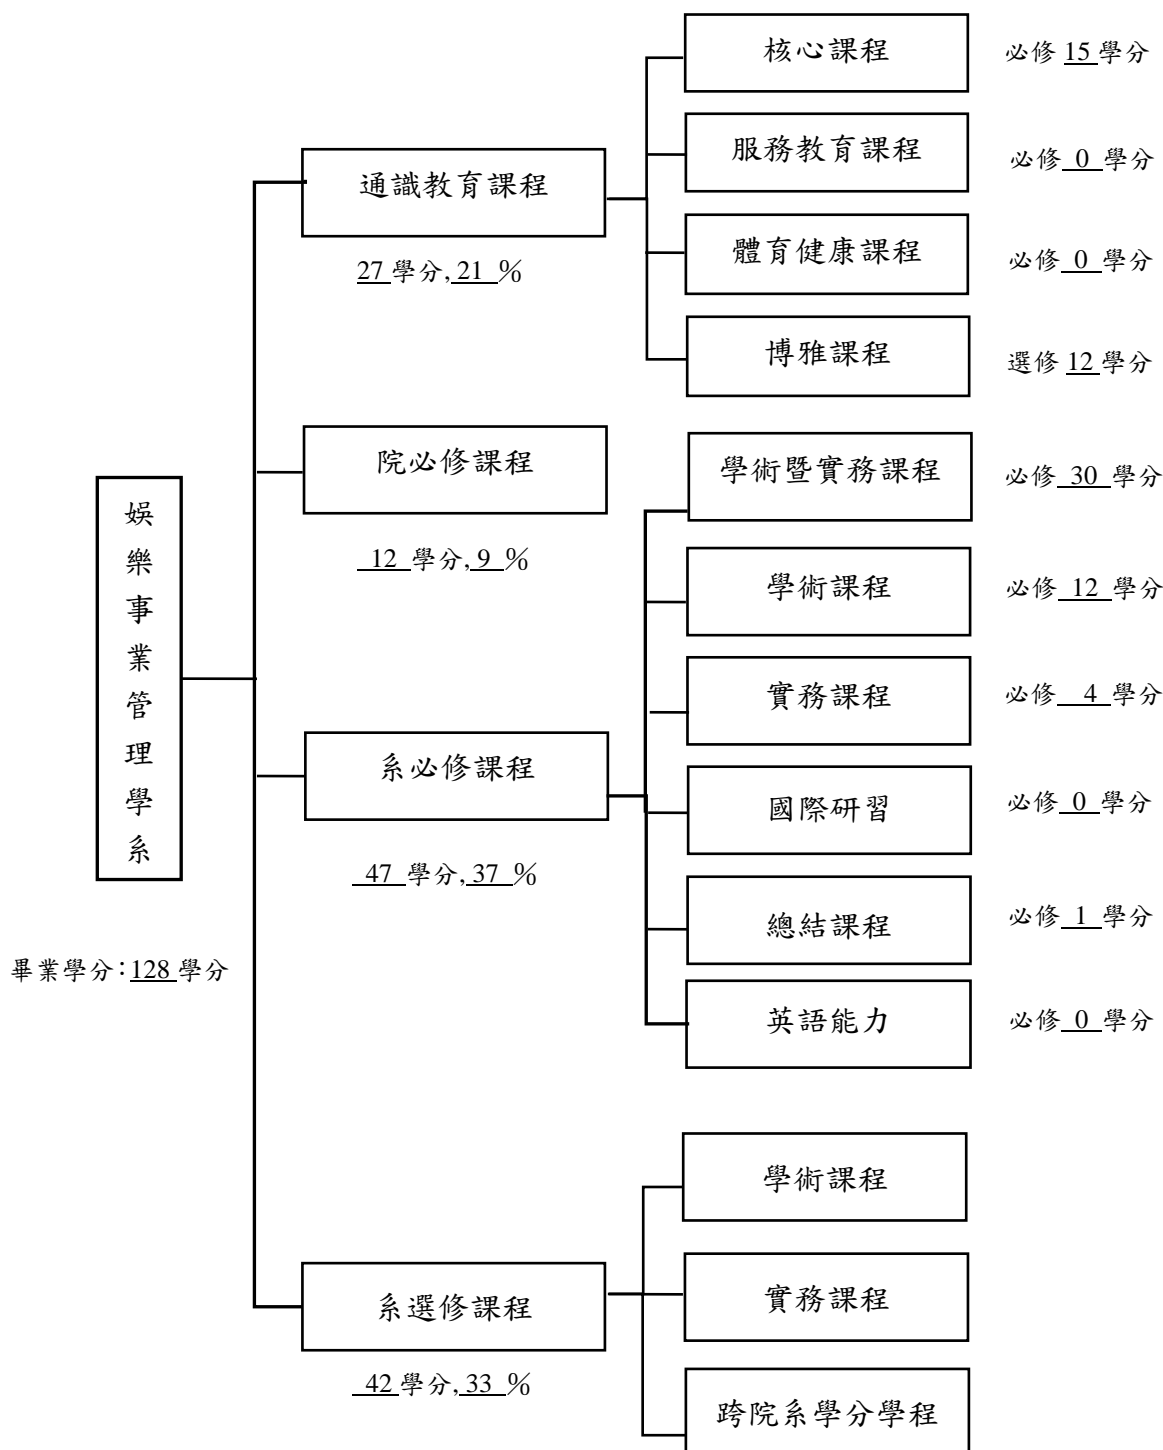 娛樂事業管理學系
畢業學分：128 學分
通識教育課程
27 學分, 21 %
核心課程
必修 15 學分
服務教育課程
必修 0 學分
體育健康課程
必修 0 學分
博雅課程
選修 12 學分
院必修課程
12 學分, 9 %
系必修課程
47 學分, 37 %
學術暨實務課程
必修 30 學分
學術課程
必修 12 學分
實務課程
必修 4 學分
國際研習
必修 0 學分
總結課程
必修 1 學分
英語能力
必修 0 學分
系選修課程
42 學分, 33 %
學術課程
實務課程
跨院系學分學程